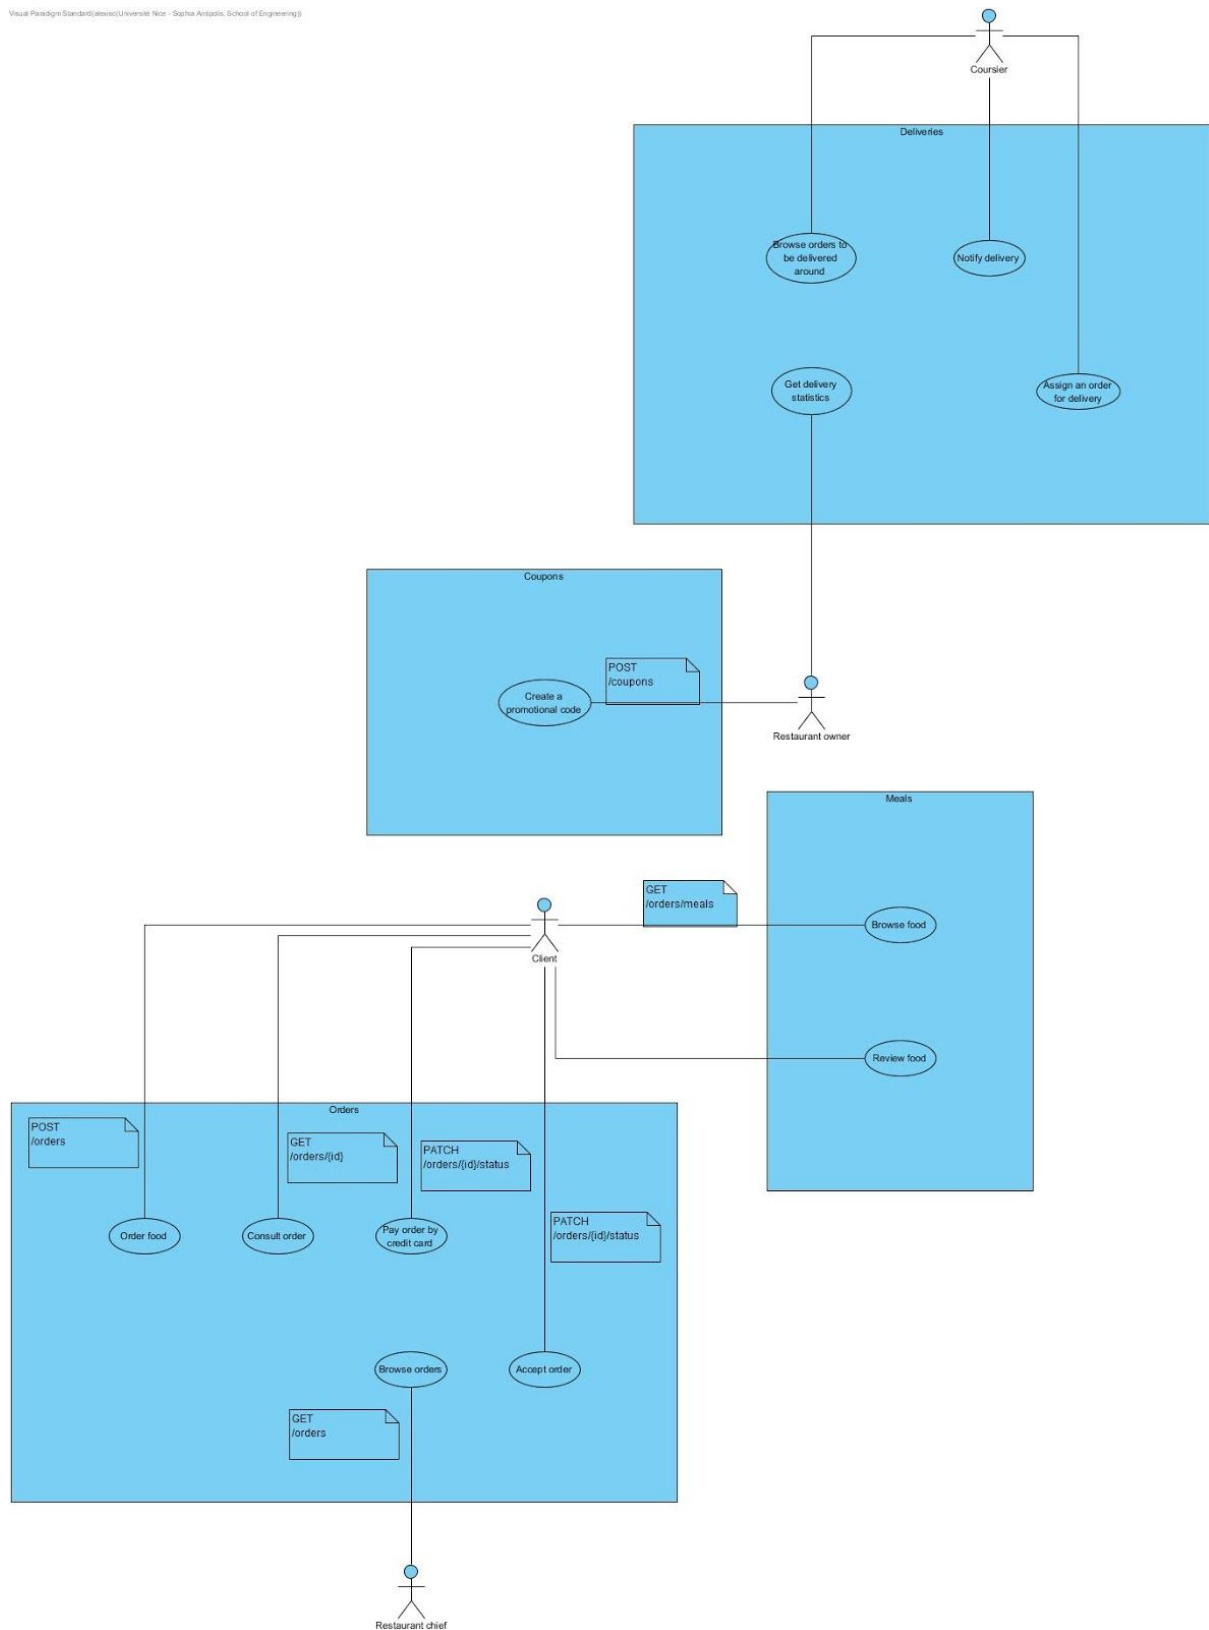 Visual Paradigm Standard(alexisc(Université Nice - Sophia Antipolis, School of Engineering))
Coursier
Deliveries
Browse orders to
be delivered
around
Notify delivery
Get delivery
statistics
Assign an order
for delivery
Coupons
POST
/coupons
Create a
promotional code
Restaurant owner
Meals
GET
/orders/meals
Browse food
Client
Review food
Orders
POST
/orders
GET
/orders/{id}
PATCH
/orders/{id}/status
PATCH
/orders/{id}/status
Order food
Consult order
Pay order by
credit card
Browse orders
Accept order
GET
/orders
Restaurant chief